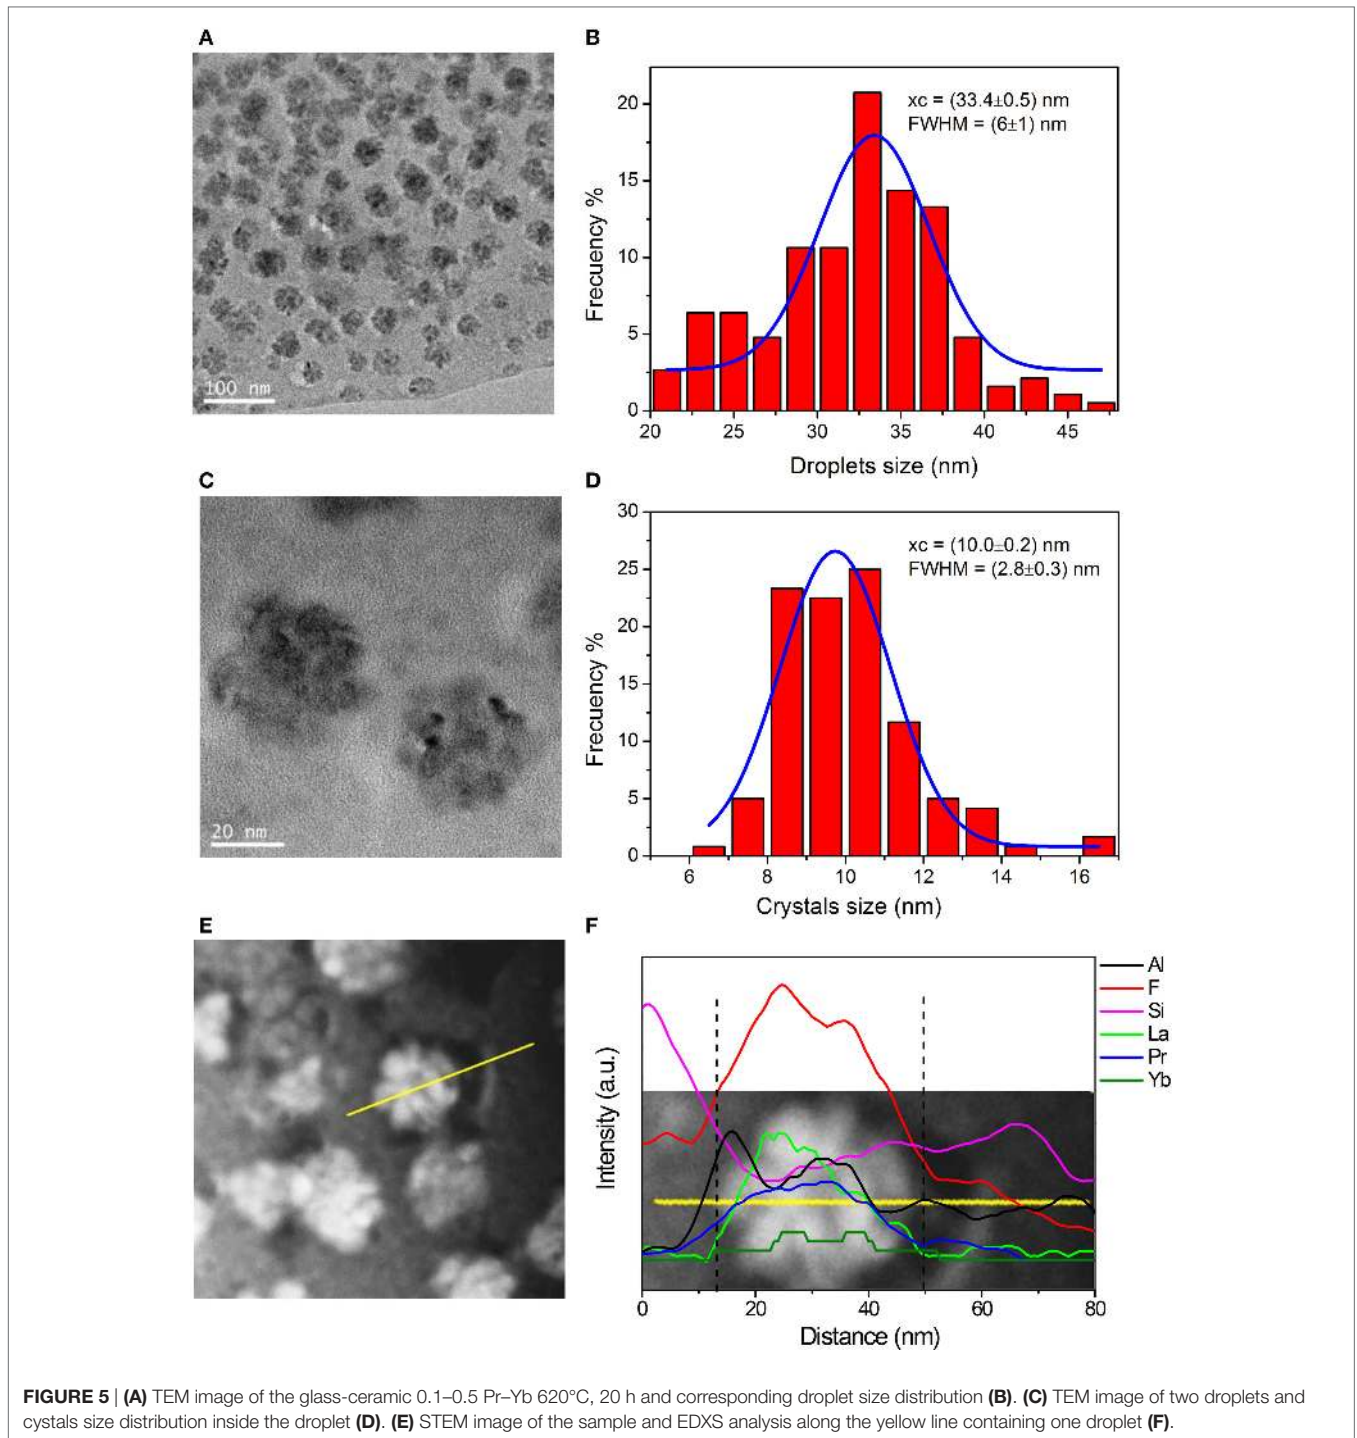 A
100 nm
B
xc = (33.4±0.5) nm
FWHM = (6±1) nm
Frecuency %
20
15
10
5
0
20 25 30 35 40 45
Droplets size (nm)
C
20 nm
D
xc = (10.0±0.2) nm
FWHM = (2.8±0.3) nm
Frecuency %
30
25
20
15
10
5
0
6 8 10 12 14 16
Crystals size (nm)
E
F
Al
F
Si
La
Pr
Yb
Intensity (a.u.)
0 20 40 60 80
Distance (nm)
FIGURE 5 | (A) TEM image of the glass-ceramic 0.1–0.5 Pr–Yb 620°C, 20 h and corresponding droplet size distribution (B). (C) TEM image of two droplets and
cystals size distribution inside the droplet (D). (E) STEM image of the sample and EDXS analysis along the yellow line containing one droplet (F).